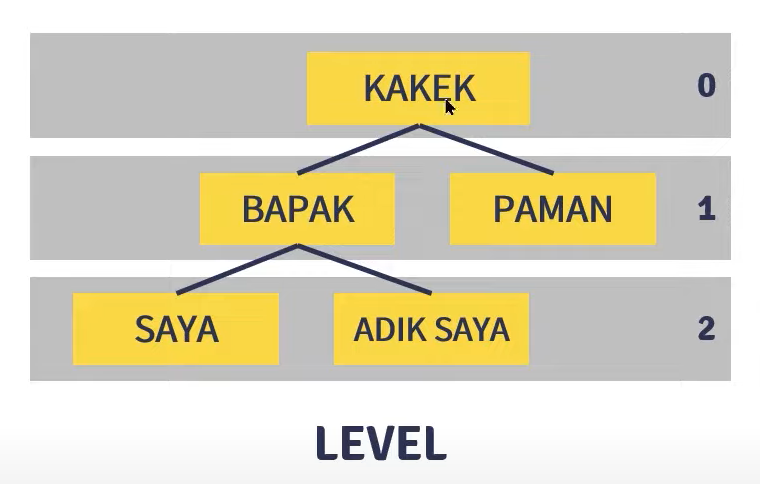 KAKEK
0
BAPAK
PAMAN
1
SAYA
ADIK SAYA
2
LEVEL